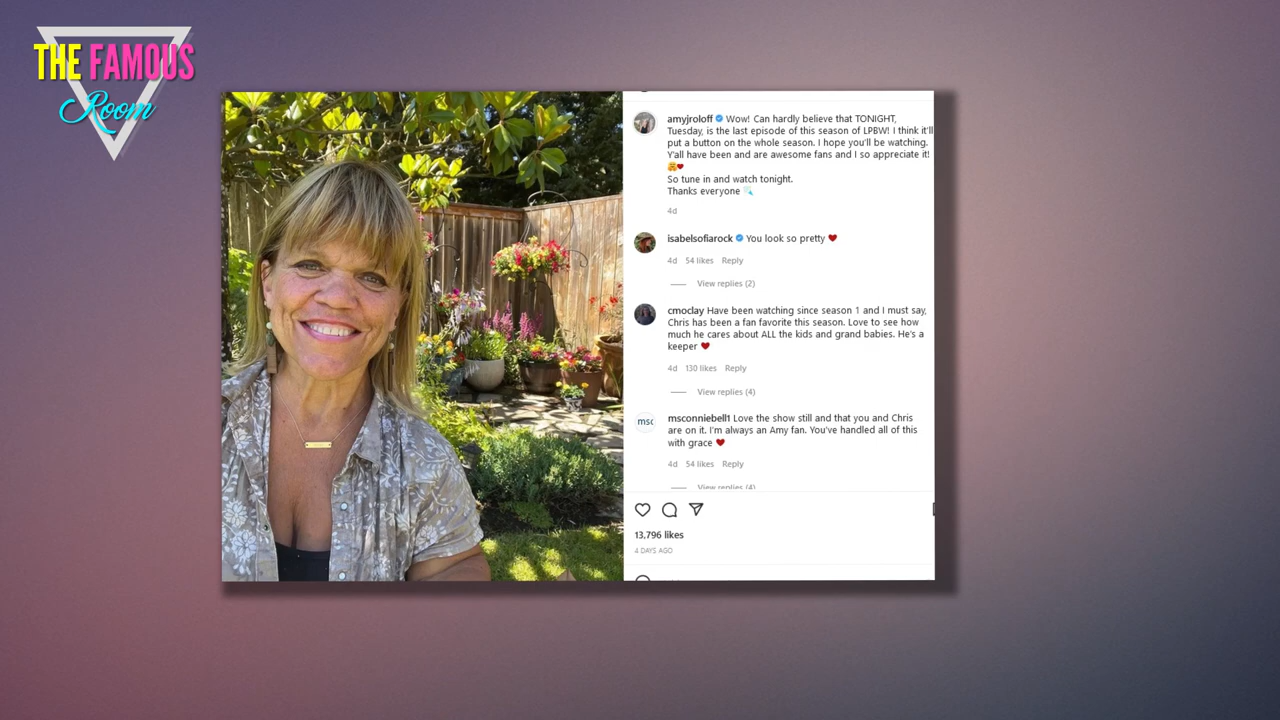 THE FAMOUS
Room
amyjroloff Wow! Can hardly believe that TONIGHT,
Tuesday, is the last episode of this season of LPBW! I think it'll
put a button on the whole season. I hope you'll be watching.
Y'all have been and are awesome fans and I so appreciate it!
🤗❤️
So tune in and watch tonight.
Thanks everyone
4d
isabelsofiarock You look so pretty ❤️
4d 54 likes Reply
View replies (2)
cmoclay Have been watching since season 1 and I must say,
Chris has been a fan favorite this season. Love to see how
much he cares about ALL the kids and grand babies. He's a
keeper ❤️
4d 130 likes Reply
View replies (4)
msc
msconniebell1 Love the show still and that you and Chris
are on it. I'm always an Amy fan. You've handled all of this
with grace ❤️
4d 54 likes Reply
View replies (4)
13,796 likes
4 DAYS AGO